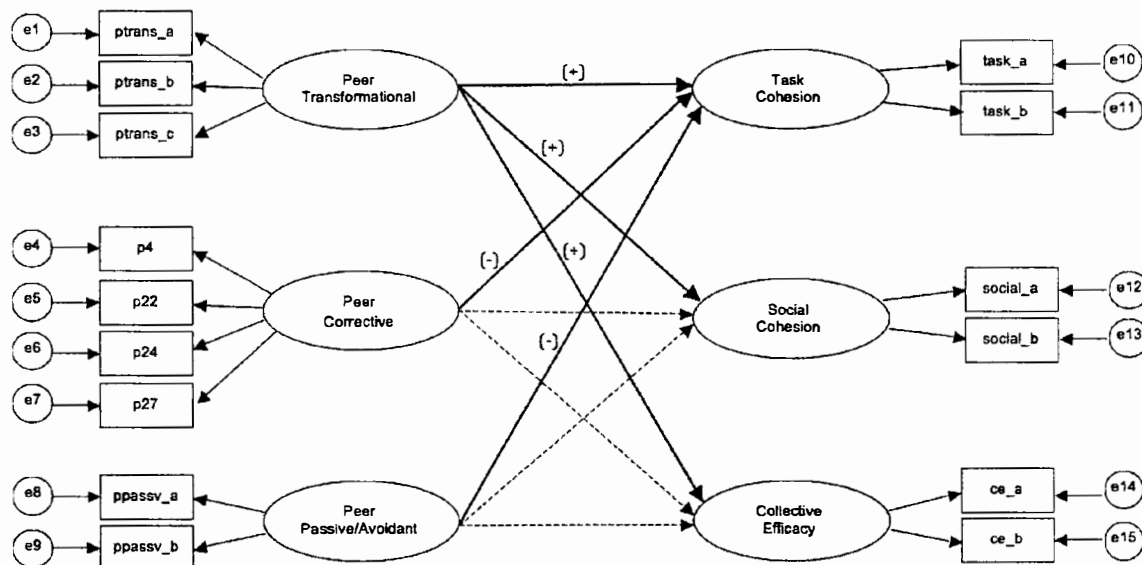 e1
ptrans_a
e2
ptrans_b
e3
ptrans_c
Peer
Transformational
(+)
Task
Cohesion
task_a
e10
task_b
e11
(+)
e4
p4
e5
p22
e6
p24
e7
p27
Peer
Corrective
(-)
(+)
(-)
Social
Cohesion
social_a
e12
social_b
e13
e8
ppassv_a
e9
ppassv_b
Peer
Passive/Avoidant
Collective
Efficacy
ce_a
e14
ce_b
e15